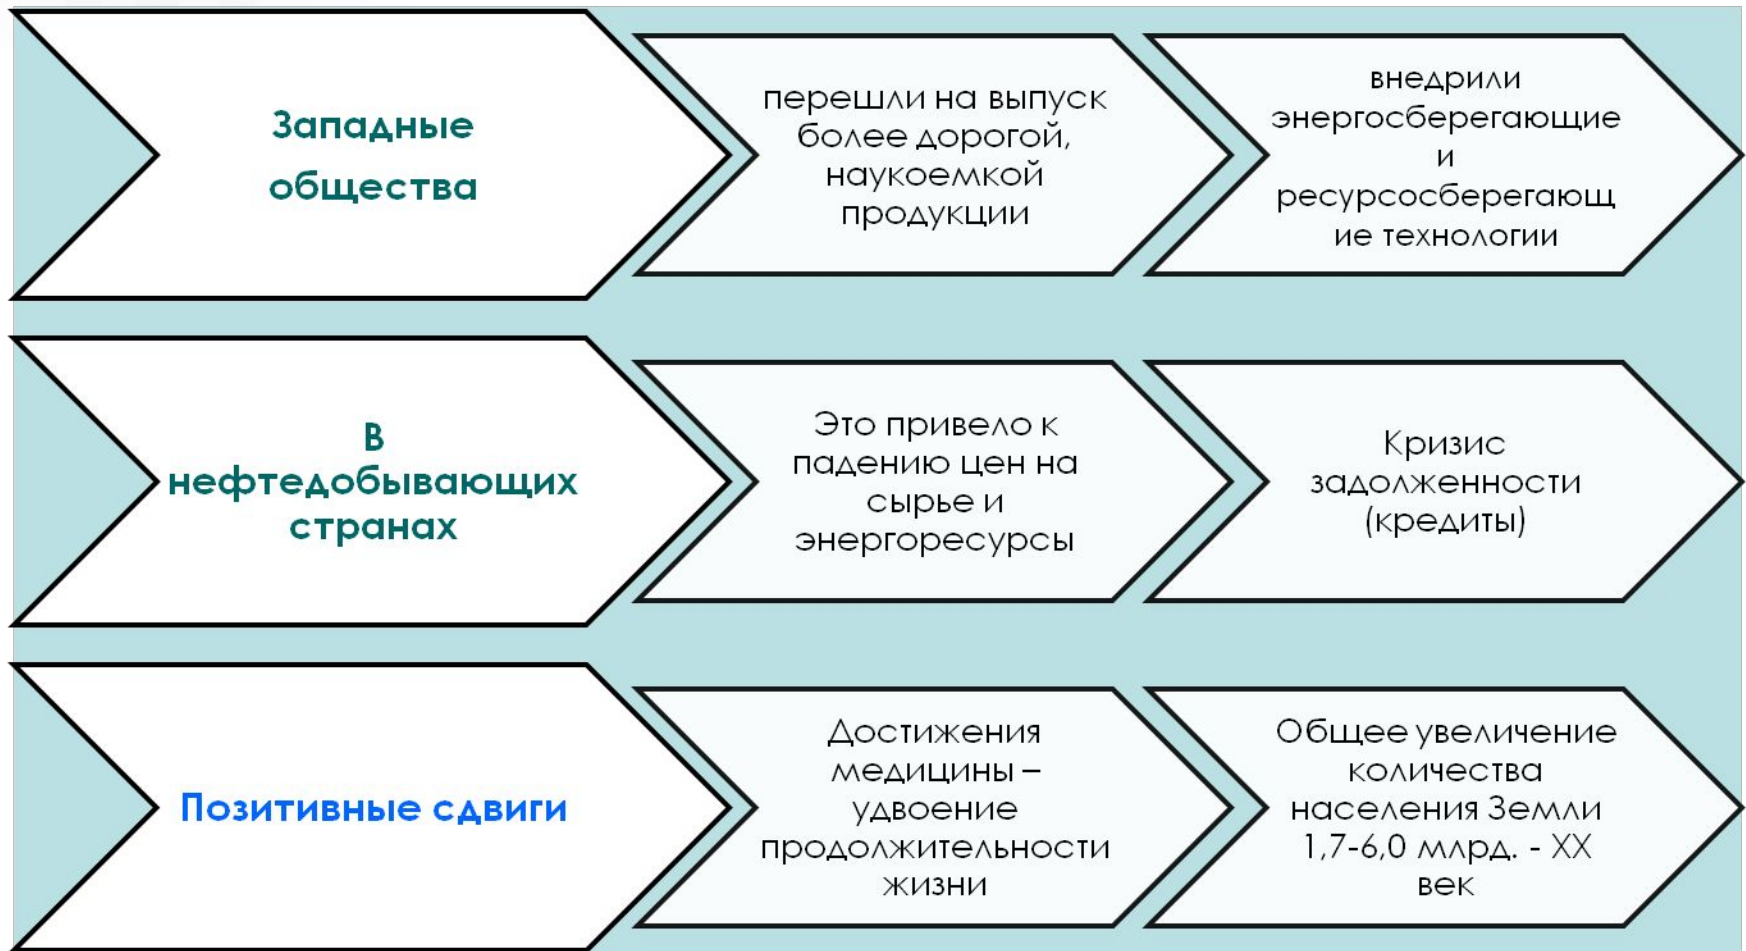 Западные
общества
перешли на выпуск
более дорогой,
наукоемкой
продукции
внедрили
энергосберегающие
и
ресурсосберегающ
ие технологии
В
нефтедобывающих
странах
Это привело к
падению цен на
сырье и
энергоресурсы
Кризис
задолженности
(кредиты)
Позитивные сдвиги
Достижения
медицины –
удвоение
продолжительности
жизни
Общее увеличение
количества
населения Земли
1,7-6,0 млрд. - XX
век